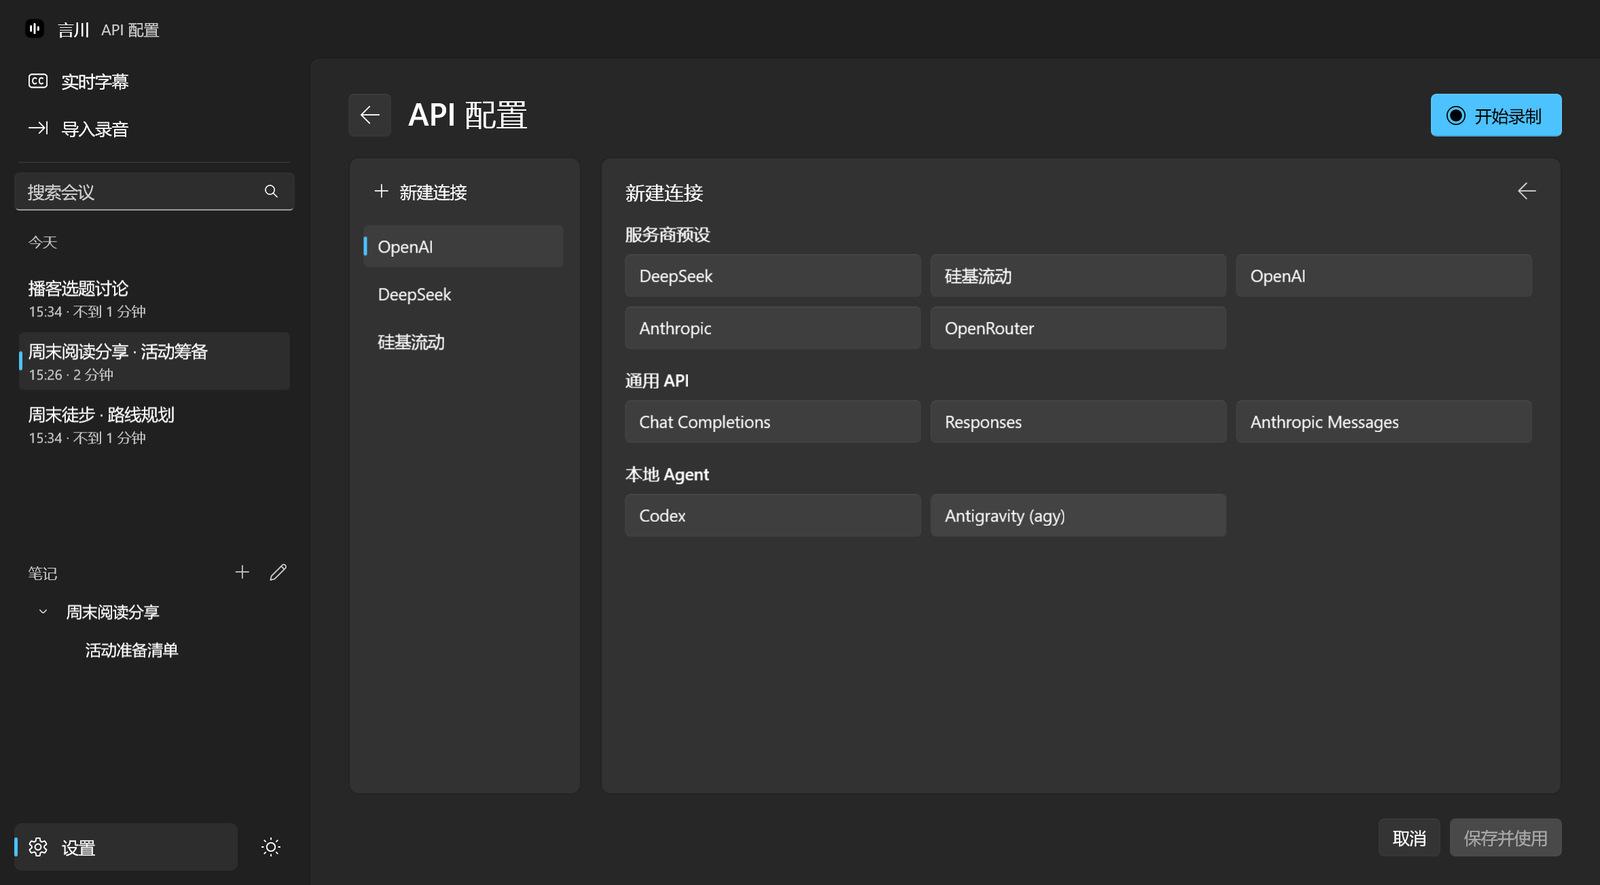 言川 API 配置
实时字幕
导入录音
搜索会议
今天
播客选题讨论
15:34 · 不到 1 分钟
周末阅读分享 · 活动筹备
15:26 · 2 分钟
周末徒步 · 路线规划
15:34 · 不到 1 分钟
笔记
周末阅读分享
活动准备清单
设置
API 配置
开始录制
新建连接
OpenAI
DeepSeek
硅基流动
新建连接
服务商预设
DeepSeek 硅基流动 OpenAI
Anthropic OpenRouter
通用 API
Chat Completions Responses Anthropic Messages
本地 Agent
Codex Antigravity (agy)
取消 保存并使用